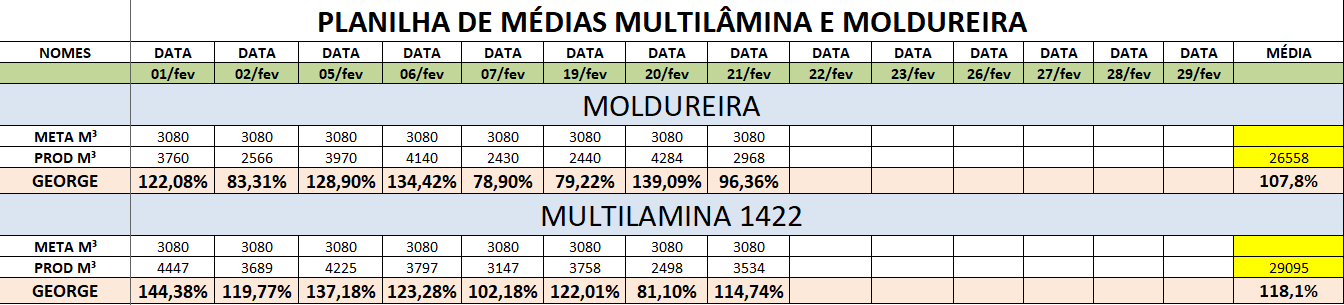 PLANILHA DE MÉDIAS MULTILÂMINA E MOLDUREIRA
NOMES DATA DATA DATA DATA DATA DATA DATA DATA DATA DATA DATA DATA DATA DATA MÉDIA
01/fev 02/fev 05/fev 06/fev 07/fev 19/fev 20/fev 21/fev 22/fev 23/fev 26/fev 27/fev 28/fev 29/fev
MOLDUREIRA
META M³ 3080 3080 3080 3080 3080 3080 3080 3080
PROD M³ 3760 2566 3970 4140 2430 2440 4284 2968 26558
GEORGE 122,08% 83,31% 128,90% 134,42% 78,90% 79,22% 139,09% 96,36% 107,8%
MULTILAMINA 1422
META M³ 3080 3080 3080 3080 3080 3080 3080 3080
PROD M³ 4447 3689 4225 3797 3147 3758 2498 3534 29095
GEORGE 144,38% 119,77% 137,18% 123,28% 102,18% 122,01% 81,10% 114,74% 118,1%